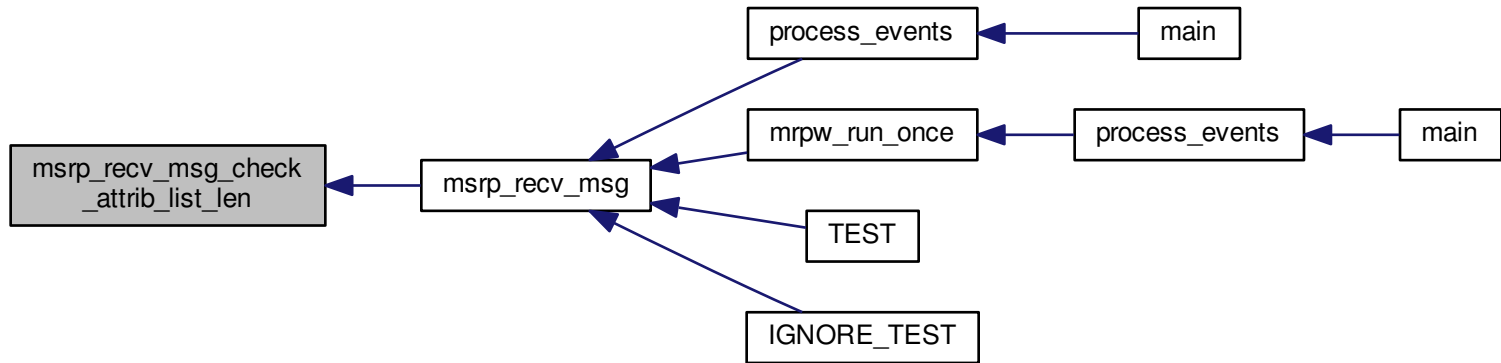 process_events
main
mrpw_run_once
process_events
main
msrp_recv_msg_check
_attrib_list_len
msrp_recv_msg
TEST
IGNORE_TEST